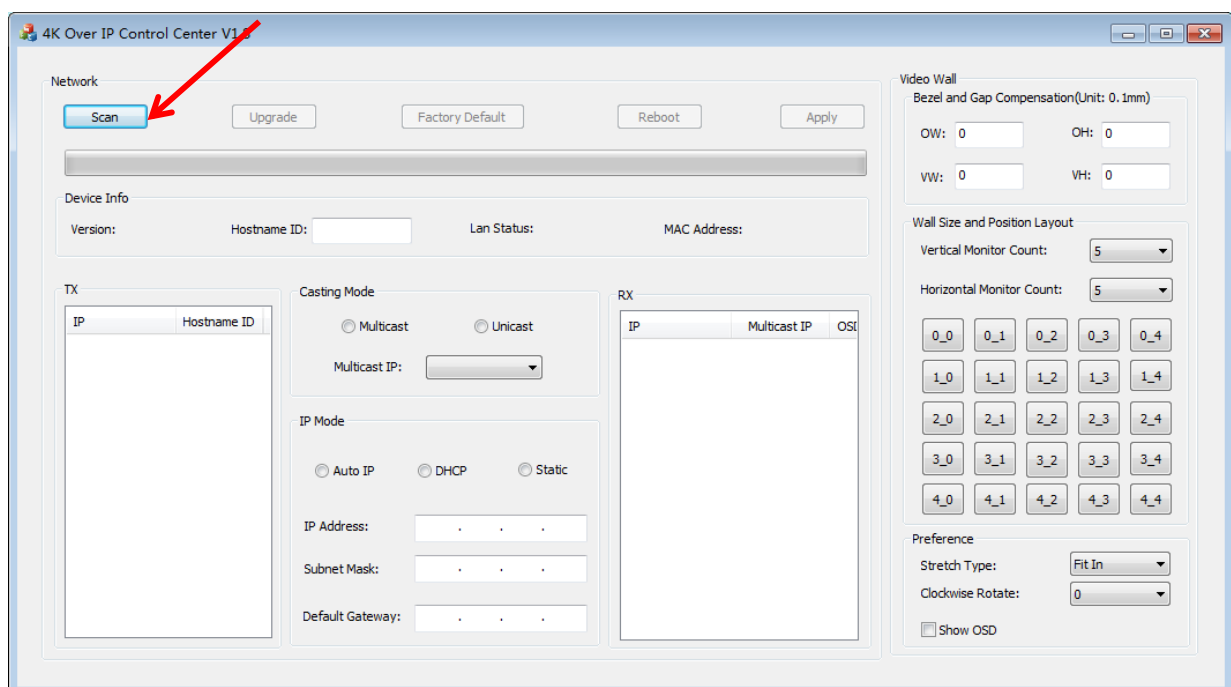 4K Over IP Control Center V1.
Network
Scan
Upgrade
Factory Default
Reboot
Apply
Device Info
Version:
Hostname ID:
Lan Status:
MAC Address:
TX
IP Hostname ID
Casting Mode
Multicast
Unicast
Multicast IP:
IP Mode
Auto IP
DHCP
Static
IP Address: . . .
Subnet Mask: . . .
Default Gateway: . . .
RX
IP Multicast IP
Video Wall
Bezel and Gap Compensation(Unit: 0.1mm)
OW: 0 OH: 0
VW: 0 VH: 0
Wall Size and Position Layout
Vertical Monitor Count: 5
Horizontal Monitor Count: 5
0_0 0_1 0_2 0_3 0_4
1_0 1_1 1_2 1_3 1_4
2_0 2_1 2_2 2_3 2_4
3_0 3_1 3_2 3_3 3_4
4_0 4_1 4_2 4_3 4_4
Preference
Stretch Type: Fit In
Clockwise Rotate: 0
Show OSD